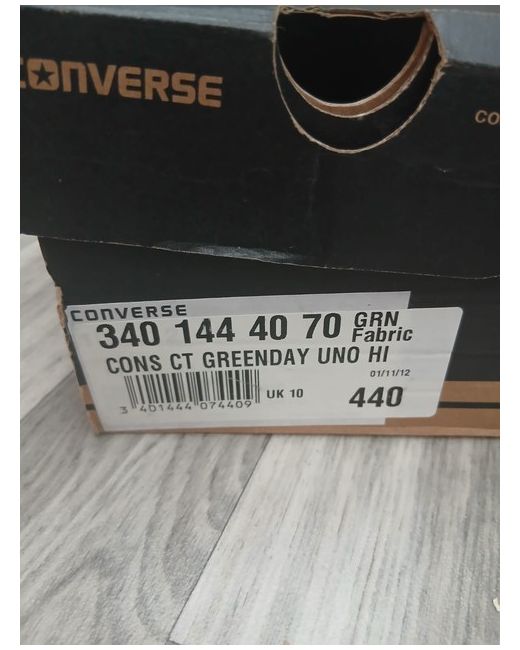 CONVERSE
CO
CONVERSE
340 144 40 70 GRN Fabric
CONS CT GREENDAY UNO HI
01/11/12
3 401444 074409
UK 10
440